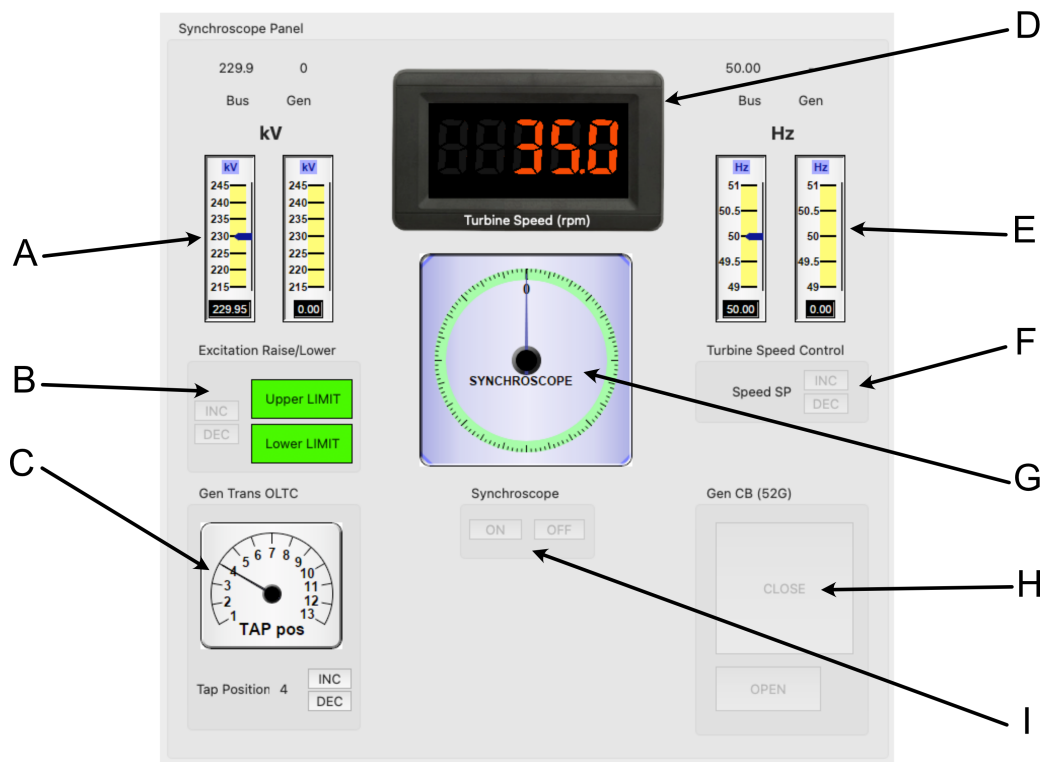 D
Synchroscope Panel
229.9 0
Bus Gen
kV
50.00 --
Bus Gen
Hz
35.0
Turbine Speed (rpm)
A
kV
245
240
235
230
225
220
215
229.95
kV
245
240
235
230
225
220
215
0.00
Hz
51
50.5
50
49.5
49
50.00
Hz
51
50.5
50
49.5
49
0.00
E
0
SYNCHROSCOPE
B
Excitation Raise/Lower
INC
DEC
Upper LIMIT
Lower LIMIT
Turbine Speed Control
Speed SP
INC
DEC
F
G
C
Gen Trans OLTC
1 2 3 4 5 6 7 8 9 10 11 12 13
TAP pos
Tap Position 4
INC
DEC
Synchroscope
ON OFF
Gen CB (52G)
CLOSE
OPEN
H
I